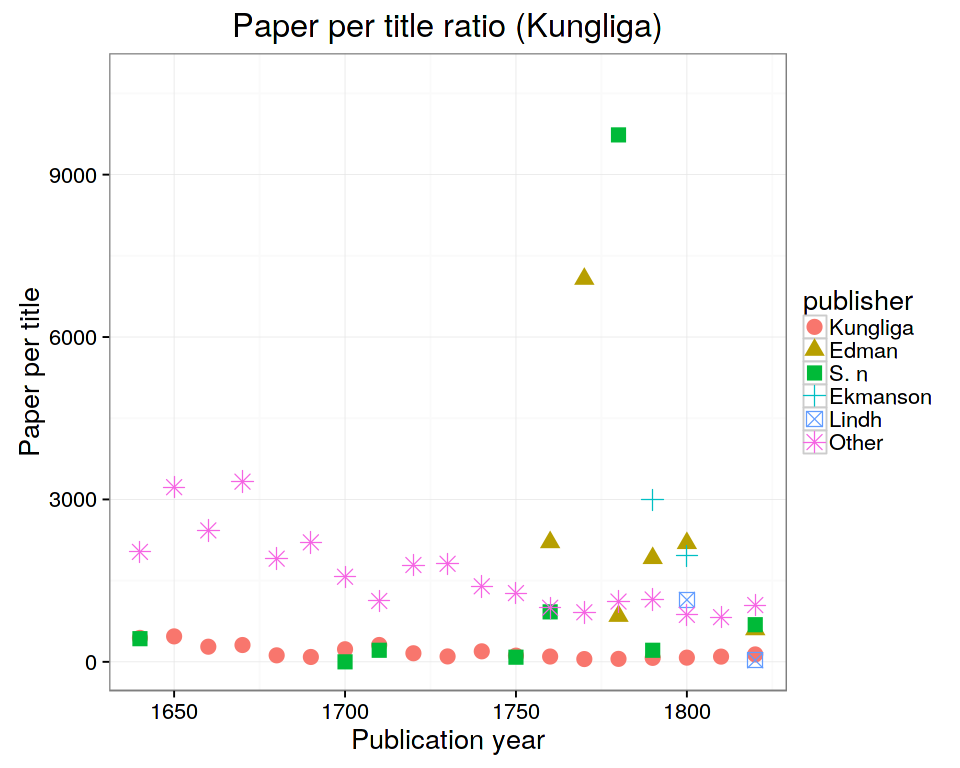 Paper per title ratio (Kungliga)
Paper per title
9000
6000
3000
0
1650 1700 1750 1800
Publication year
publisher
Kungliga
Edman
S. n
Ekmanson
Lindh
Other